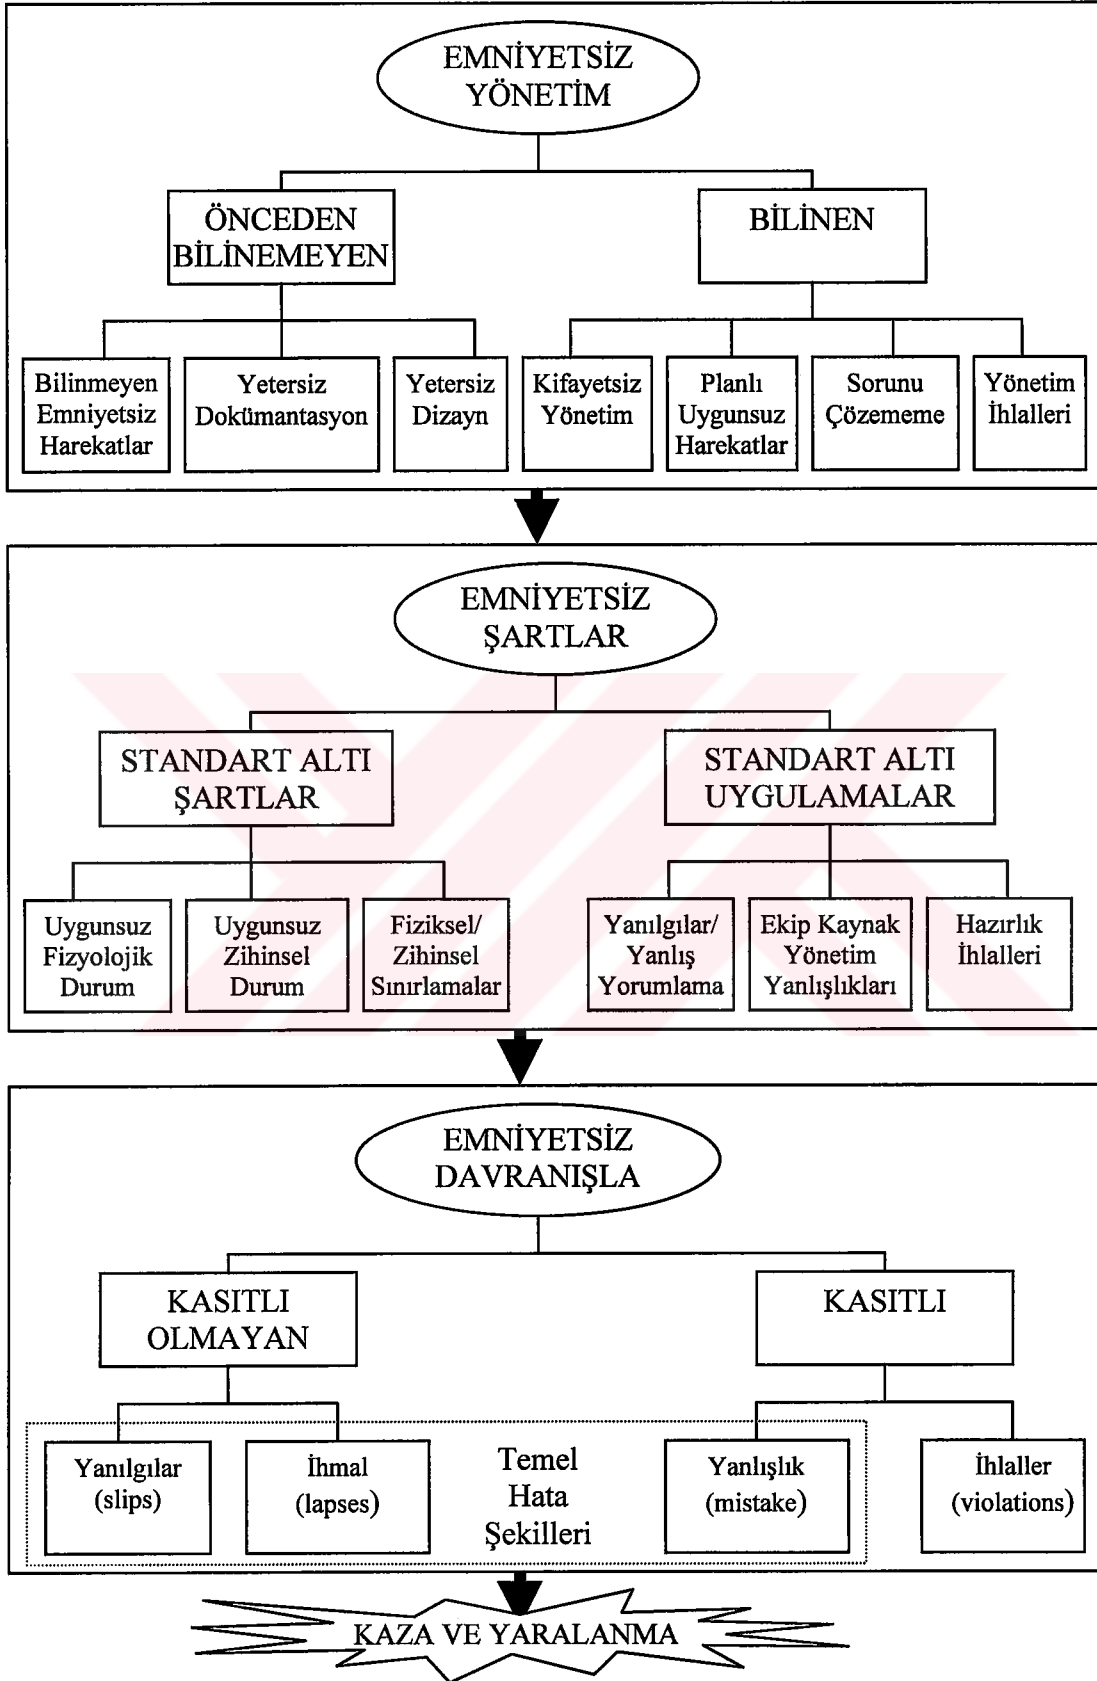 EMNİYETSİZ
YÖNETİM
ÖNCEDEN
BİLİNEMEYEN
BİLİNEN
Bilinmeyen
Emniyetsiz
Harekatlar
Yetersiz
Dokümantasyon
Yetersiz
Dizayn
Kifayetsiz
Yönetim
Planlı
Uygunsuz
Harekatlar
Sorunu
Çözememe
Yönetim
İhlalleri
EMNİYETSİZ
ŞARTLAR
STANDART ALTI
ŞARTLAR
STANDART ALTI
UYGULAMALAR
Uygunsuz
Fizyolojik
Durum
Uygunsuz
Zihinsel
Durum
Fiziksel/
Zihinsel
Sınırlamalar
Yanılgılar/
Yanlış
Yorumlama
Ekip Kaynak
Yönetim
Yanlışlıkları
Hazırlık
İhlalleri
EMNİYETSİZ
DAVRANIŞLA
KASITLI
OLMAYAN
KASITLI
Yanılgılar
(slips)
İhmal
(lapses)
Temel
Hata
Şekilleri
Yanlışlık
(mistake)
İhlaller
(violations)
KAZA VE YARALANMA